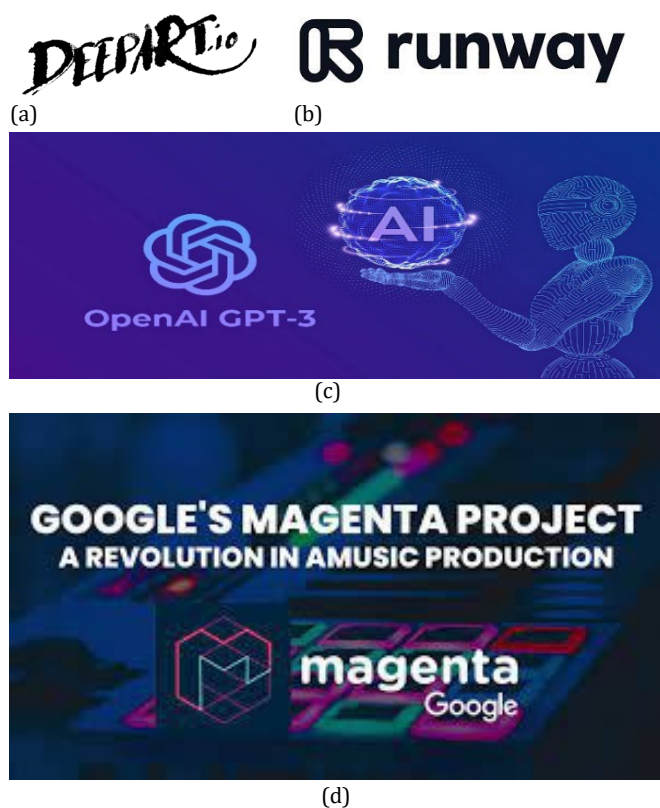 DEEPART.io
runway
(a)
(b)
AI
OpenAI GPT-3
(c)
GOOGLE'S MAGENTA PROJECT
A REVOLUTION IN AMUSIC PRODUCTION
magenta
Google
(d)